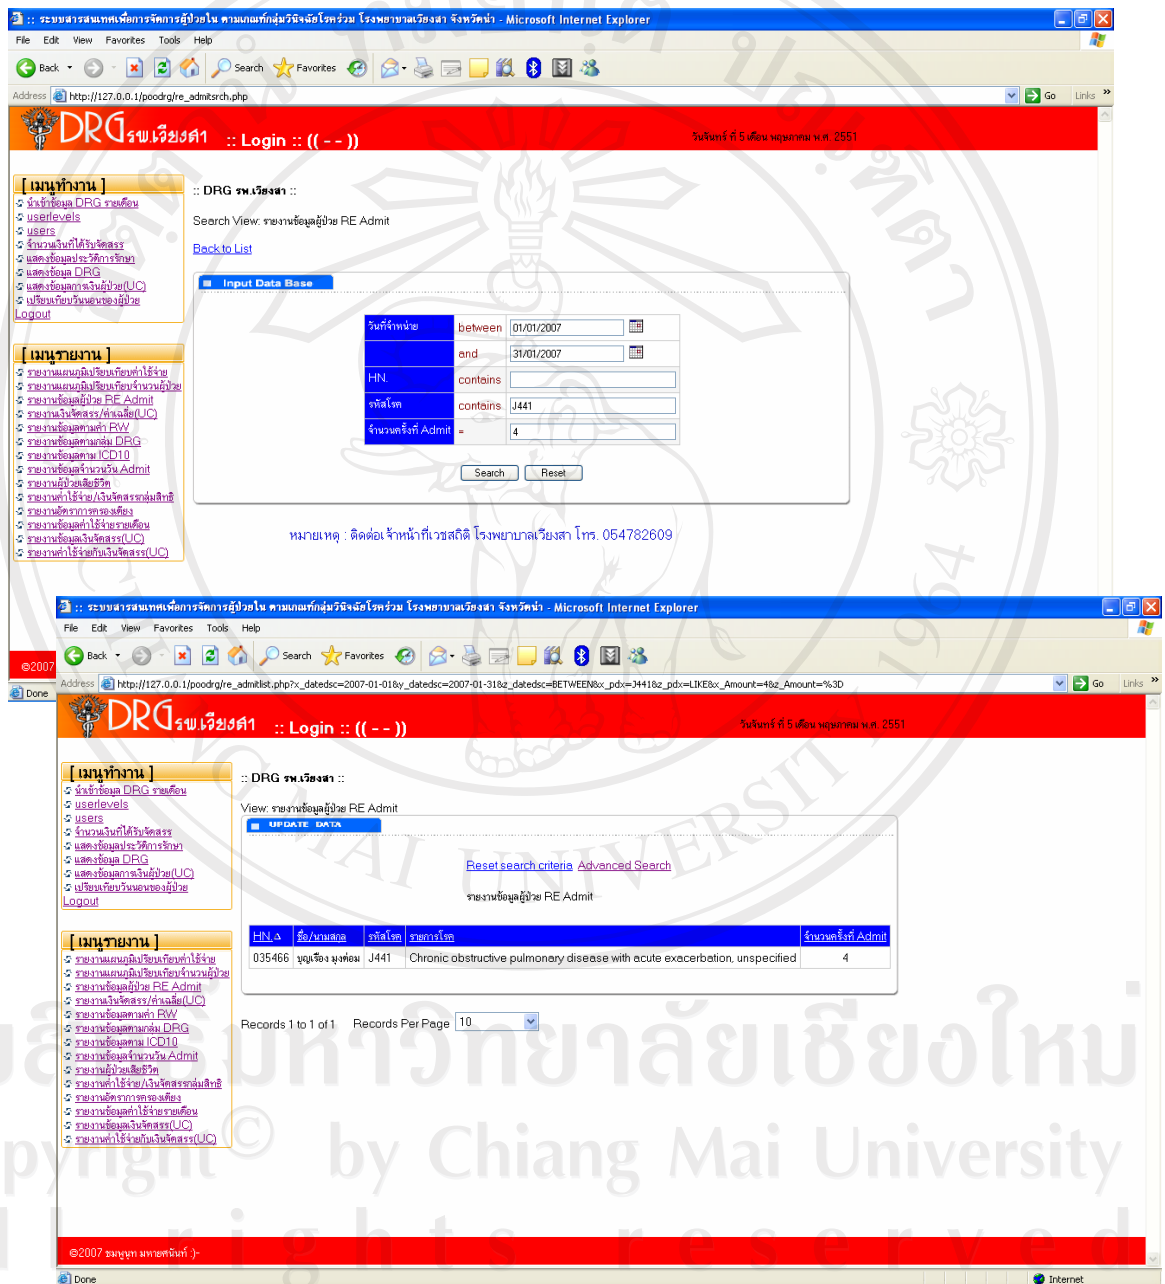 :: ระบบสารสนเทศเพื่อการจัดการผู้ป่วยใน ตามเกณฑ์กลุ่มวินิจฉัยโรคร่วม โรงพยาบาลเวียงสา จังหวัดน่าน - Microsoft Internet Explorer
File Edit View Favorites Tools Help
Back Search Favorites
Address http://127.0.0.1/poodrg/re_admitsrch.php Go Links »
DRG รพ.เวียงสา :: Login :: (( - - )) วันจันทร์ ที่ 5 เดือน พฤษภาคม พ.ศ. 2551
[ เมนูทำงาน ]
นำเข้าข้อมูล DRG รายเดือน
userlevels
users
จำนวนเงินที่ได้รับจัดสรร
แสดงข้อมูลประวัติการรักษา
แสดงข้อมูล DRG
แสดงข้อมูลการเงินผู้ป่วย(UC)
เปรียบเทียบวันนอนของผู้ป่วย
Logout
[ เมนูรายงาน ]
รายงานแผนภูมิเปรียบเทียบค่าใช้จ่าย
รายงานแผนภูมิเปรียบเทียบจำนวนผู้ป่วย
รายงานข้อมูลผู้ป่วย RE Admit
รายงานเงินจัดสรร/ค่าเฉลี่ย(UC)
รายงานข้อมูลตามค่า RW
รายงานข้อมูลตามกลุ่ม DRG
รายงานข้อมูลตาม ICD10
รายงานข้อมูลจำนวนวัน Admit
รายงานผู้ป่วยเสียชีวิต
รายงานค่าใช้จ่าย/เงินจัดสรรกลุ่มสิทธิ
รายงานอัตราการครองเตียง
รายงานข้อมูลค่าใช้จ่ายรายเดือน
รายงานข้อมูลเงินจัดสรร(UC)
รายงานค่าใช้จ่ายกับเงินจัดสรร(UC)
:: DRG รพ.เวียงสา ::
Search View: รายงานข้อมูลผู้ป่วย RE Admit
Back to List
Input Data Base
วันที่จำหน่าย between 01/01/2007
and 31/01/2007
HN. contains
รหัสโรค contains J441
จำนวนครั้งที่ Admit = 4
Search Reset
หมายเหตุ : ติดต่อเจ้าหน้าที่เวชสถิติ โรงพยาบาลเวียงสา โทร. 054782609
©2007
Done
:: ระบบสารสนเทศเพื่อการจัดการผู้ป่วยใน ตามเกณฑ์กลุ่มวินิจฉัยโรคร่วม โรงพยาบาลเวียงสา จังหวัดน่าน - Microsoft Internet Explorer
File Edit View Favorites Tools Help
Back Search Favorites
Address http://127.0.0.1/poodrg/re_admitlist.php?x_datedsc=2007-01-01&y_datedsc=2007-01-31&z_datedsc=BETWEEN&x_pdx=J441&z_pdx=LIKE&x_Amount=4&z_Amount=%3D Go Links »
DRG รพ.เวียงสา :: Login :: (( - - )) วันจันทร์ ที่ 5 เดือน พฤษภาคม พ.ศ. 2551
[ เมนูทำงาน ]
นำเข้าข้อมูล DRG รายเดือน
userlevels
users
จำนวนเงินที่ได้รับจัดสรร
แสดงข้อมูลประวัติการรักษา
แสดงข้อมูล DRG
แสดงข้อมูลการเงินผู้ป่วย(UC)
เปรียบเทียบวันนอนของผู้ป่วย
Logout
[ เมนูรายงาน ]
รายงานแผนภูมิเปรียบเทียบค่าใช้จ่าย
รายงานแผนภูมิเปรียบเทียบจำนวนผู้ป่วย
รายงานข้อมูลผู้ป่วย RE Admit
รายงานเงินจัดสรร/ค่าเฉลี่ย(UC)
รายงานข้อมูลตามค่า RW
รายงานข้อมูลตามกลุ่ม DRG
รายงานข้อมูลตาม ICD10
รายงานข้อมูลจำนวนวัน Admit
รายงานผู้ป่วยเสียชีวิต
รายงานค่าใช้จ่าย/เงินจัดสรรกลุ่มสิทธิ
รายงานอัตราการครองเตียง
รายงานข้อมูลค่าใช้จ่ายรายเดือน
รายงานข้อมูลเงินจัดสรร(UC)
รายงานค่าใช้จ่ายกับเงินจัดสรร(UC)
:: DRG รพ.เวียงสา ::
View: รายงานข้อมูลผู้ป่วย RE Admit
UPDATE DATA
Reset search criteria Advanced Search
รายงานข้อมูลผู้ป่วย RE Admit
HN. ชื่อ/นามสกุล รหัสโรค รายการโรค จำนวนครั้งที่ Admit
035466 บุญเรือง J441 Chronic obstructive pulmonary disease with acute exacerbation, unspecified 4
Records 1 to 1 of 1 Records Per Page 10
©2007
Done Internet
by Chiang Mai University
rights reserved